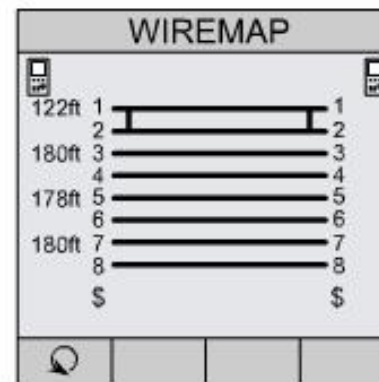 WIREMAP
122ft 1 1
2 2
180ft 3 3
4 4
178ft 5 5
6 6
180ft 7 7
8 8
$ $